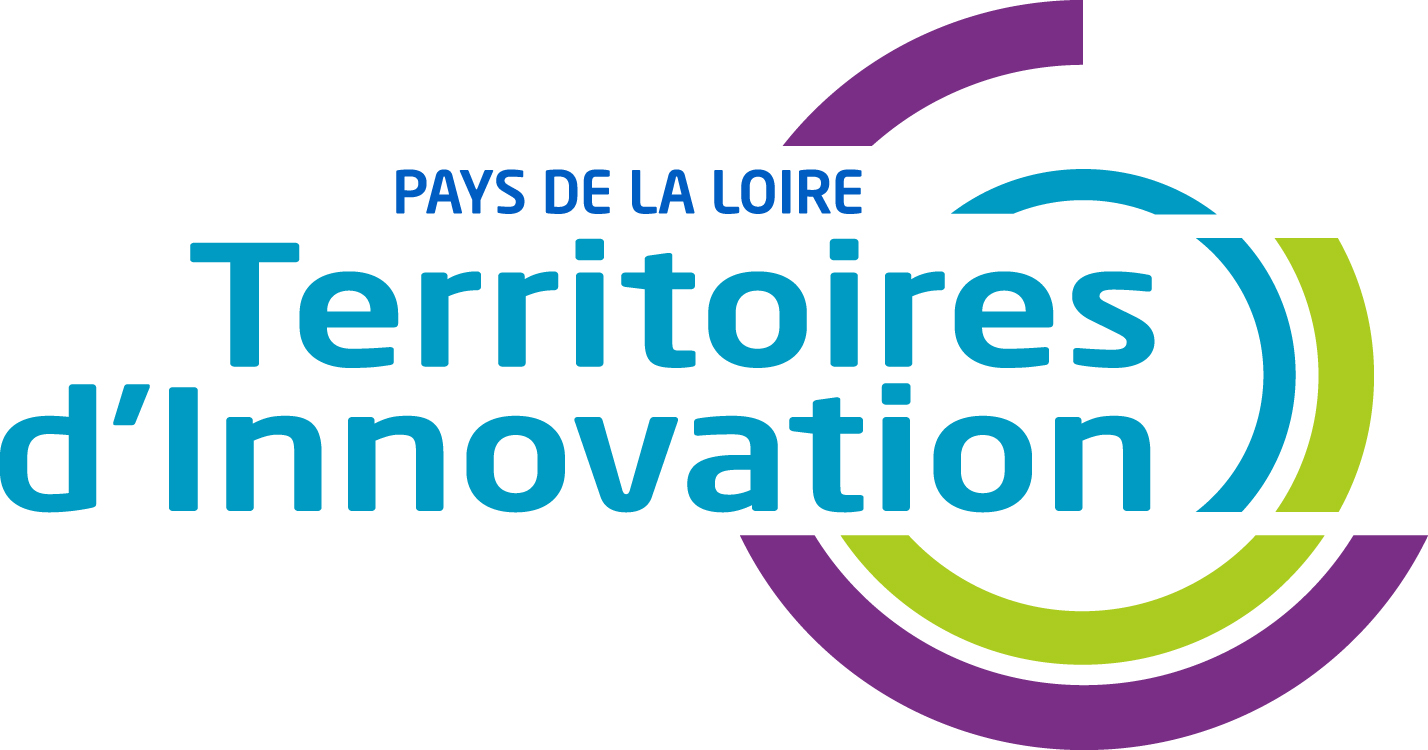 PAYS DE LA LOIRE
Territoires
d’Innovation